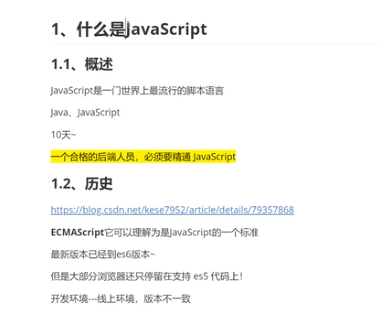 1、什么是JavaScript
1.1、概述
JavaScript是一门世界上最流行的脚本语言
Java、JavaScript
10天~
一个合格的后端人员，必须要精通 JavaScript
1.2、历史
https://blog.csdn.net/kese7952/article/details/79357868
ECMAScript它可以理解为是JavaScript的一个标准
最新版本已经到es6版本~
但是大部分浏览器还只停留在支持 es5 代码上！
开发环境---线上环境，版本不一致